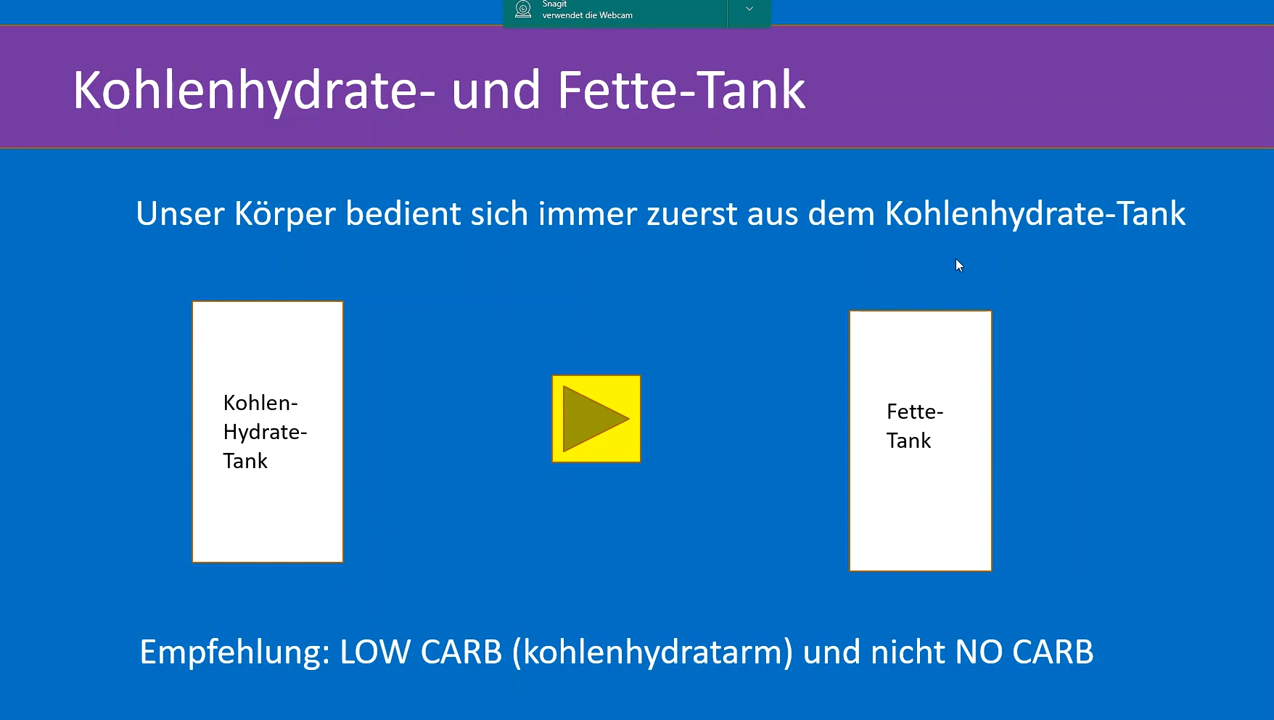 Snagit
verwendet die Webcam
Kohlenhydrate- und Fette-Tank
Unser Körper bedient sich immer zuerst aus dem Kohlenhydrate-Tank
Kohlen-
Hydrate-
Tank
Fette-
Tank
Empfehlung: LOW CARB (kohlenhydratarm) und nicht NO CARB